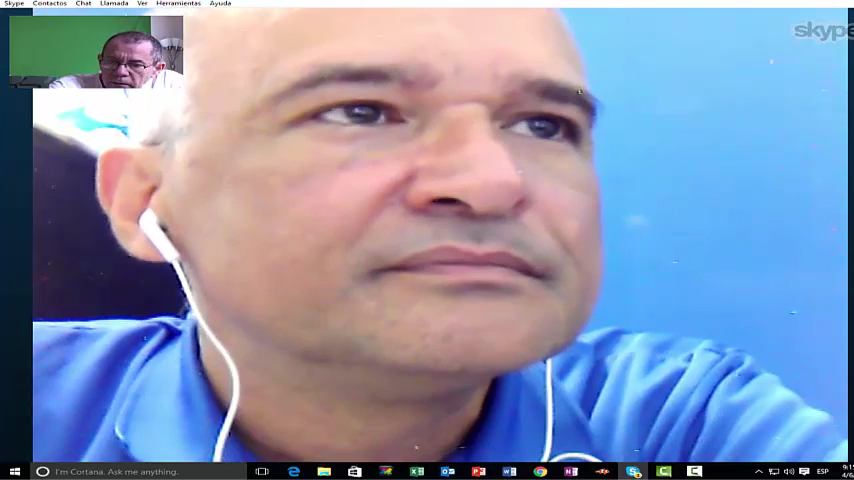 Skype Contactos Chat Llamada Ver Herramientas Ayuda
skype
I'm Cortana. Ask me anything.
ESP